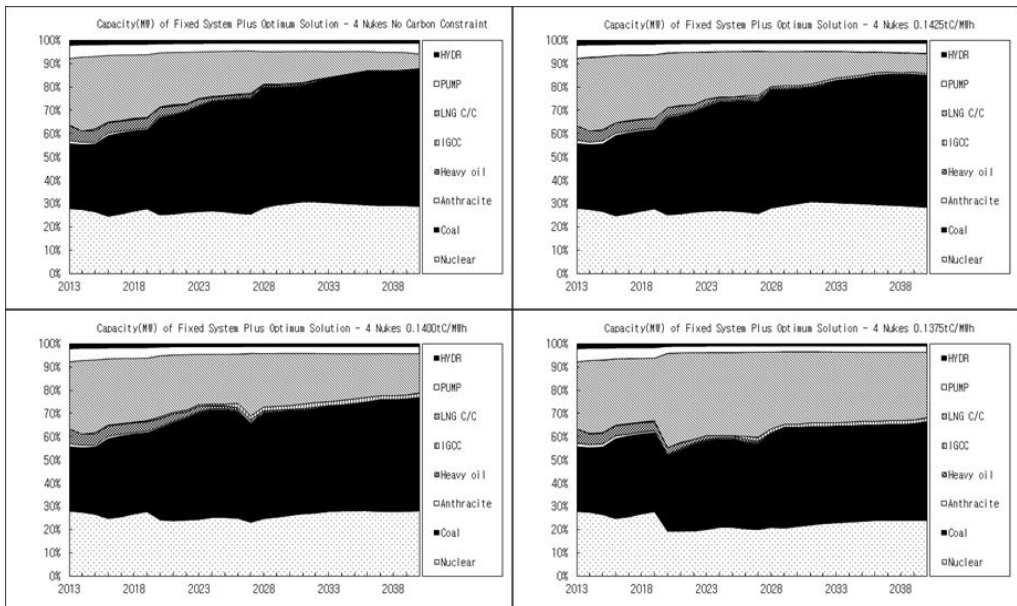 Capacity(MW) of Fixed System Plus Optimum Solution - 4 Nukes No Carbon Constraint
100%
90%
80%
70%
60%
50%
40%
30%
20%
10%
0%
2013 2018 2023 2028 2033 2038
HYDR
PUMP
LNG C/C
IGCC
Heavy oil
Anthracite
Coal
Nuclear
Capacity(MW) of Fixed System Plus Optimum Solution - 4 Nukes 0.1425tC/MWh
100%
90%
80%
70%
60%
50%
40%
30%
20%
10%
0%
2013 2018 2023 2028 2033 2038
HYDR
PUMP
LNG C/C
IGCC
Heavy oil
Anthracite
Coal
Nuclear
Capacity(MW) of Fixed System Plus Optimum Solution - 4 Nukes 0.1400tC/MWh
100%
90%
80%
70%
60%
50%
40%
30%
20%
10%
0%
2013 2018 2023 2028 2033 2038
HYDR
PUMP
LNG C/C
IGCC
Heavy oil
Anthracite
Coal
Nuclear
Capacity(MW) of Fixed System Plus Optimum Solution - 4 Nukes 0.1375tC/MWh
100%
90%
80%
70%
60%
50%
40%
30%
20%
10%
0%
2013 2018 2023 2028 2033 2038
HYDR
PUMP
LNG C/C
IGCC
Heavy oil
Anthracite
Coal
Nuclear